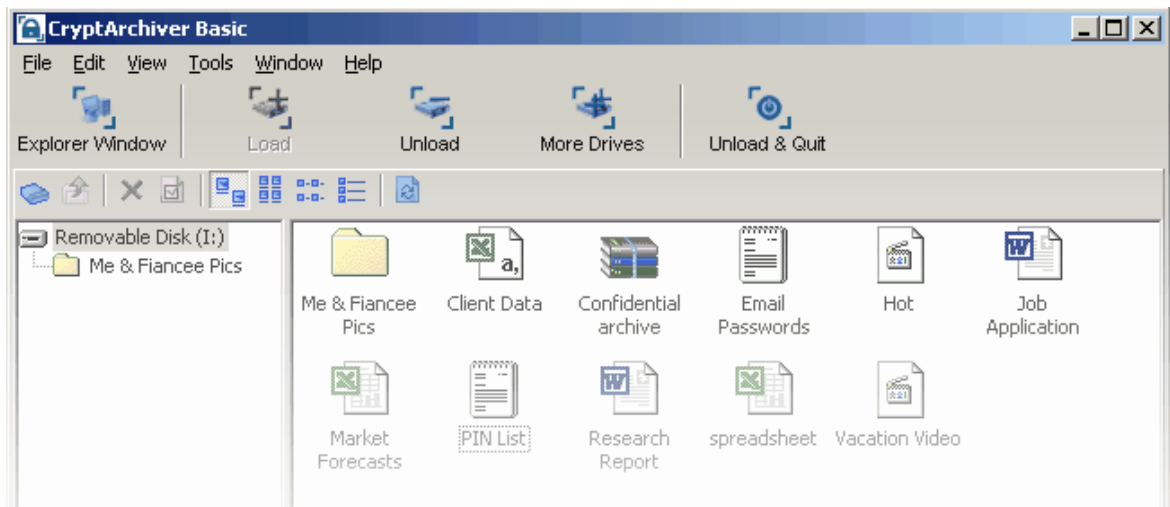 CryptArchiver Basic
File Edit View Tools Window Help
Explorer Window Load Unload More Drives Unload & Quit
Removable Disk (I:)
Me & Fiancee Pics
Me & Fiancee Pics
Client Data
Confidential archive
Email Passwords
Hot
Job Application
Market Forecasts
PIN List
Research Report
spreadsheet
Vacation Video